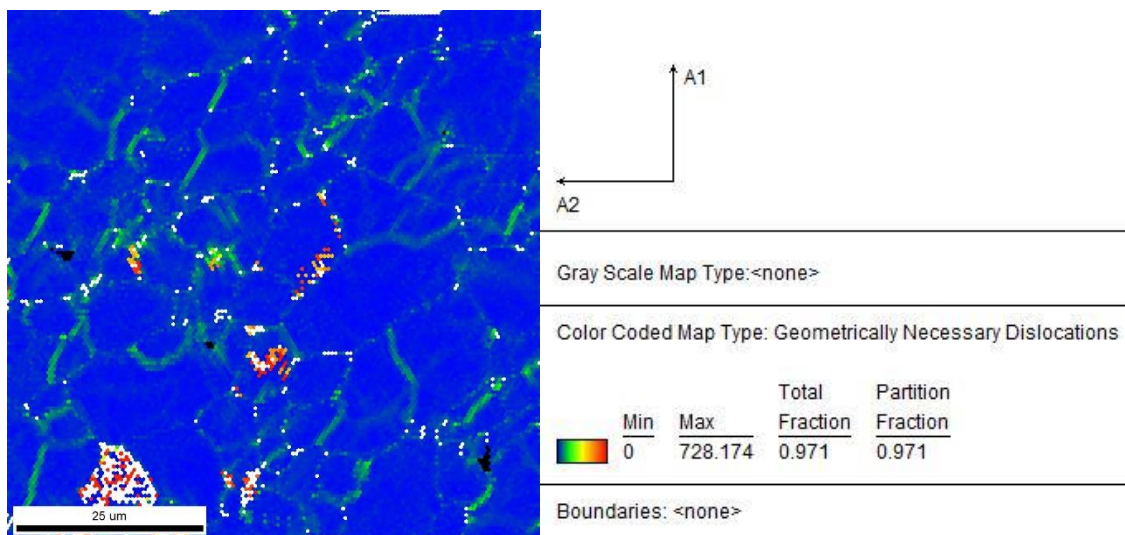 25 um
A1
A2
Gray Scale Map Type:<none>
Color Coded Map Type: Geometrically Necessary Dislocations
Total Partition
Min Max Fraction Fraction
0 728.174 0.971 0.971
Boundaries: <none>